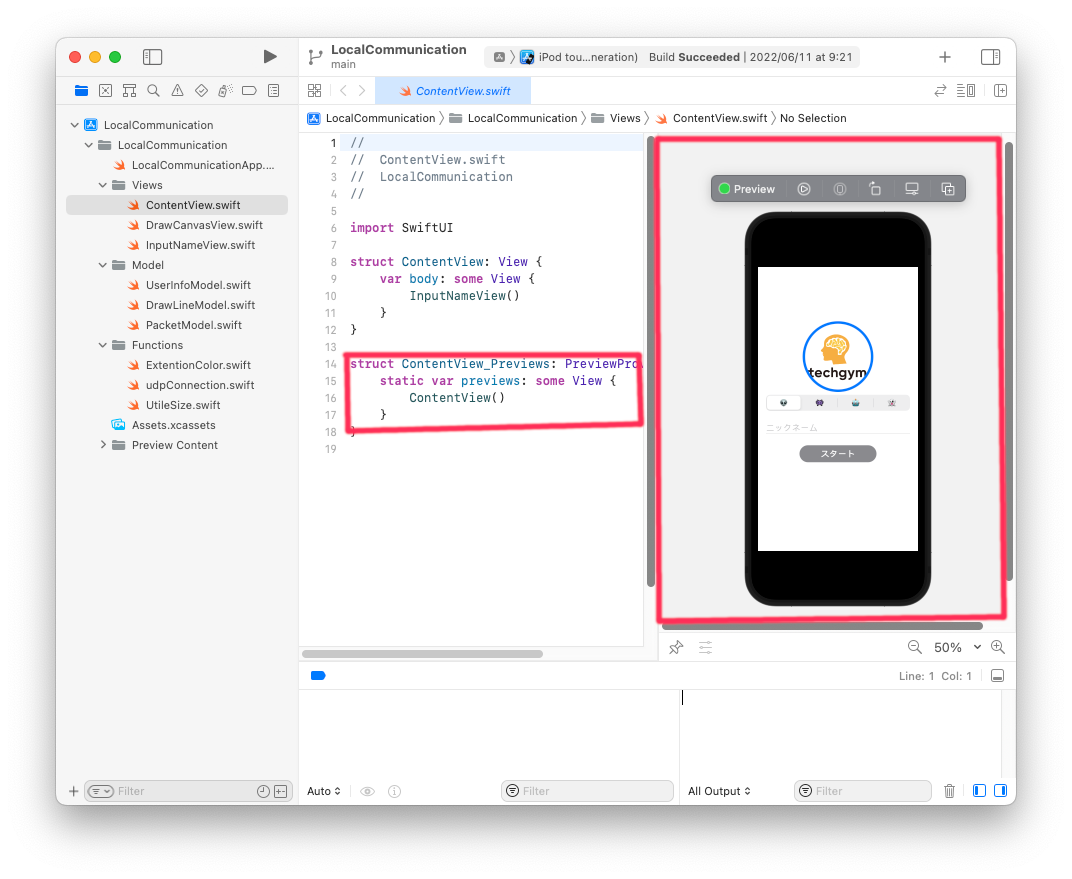 LocalCommunication
main
iPod tou...neration)
Build Succeeded | 2022/06/11 at 9:21
ContentView.swift
LocalCommunication
LocalCommunication
Views
ContentView.swift
No Selection
LocalCommunication
LocalCommunication
LocalCommunicationApp....
Views
ContentView.swift
DrawCanvasView.swift
InputNameView.swift
Model
UserInfoModel.swift
DrawLineModel.swift
PacketModel.swift
Functions
ExtentionColor.swift
udpConnection.swift
UtileSize.swift
Assets.xcassets
Preview Content
Filter
1 //
2 //  ContentView.swift
3 //  LocalCommunication
4 //
5
6 import SwiftUI
7
8 struct ContentView: View {
9     var body: some View {
10         InputNameView()
11     }
12 }
13
14 struct ContentView_Previews: PreviewPro
15     static var previews: some View {
16         ContentView()
17     }
18 }
19
Preview
techgym
ニックネーム
スタート
50%
Line: 1 Col: 1
Auto
Filter
All Output
Filter